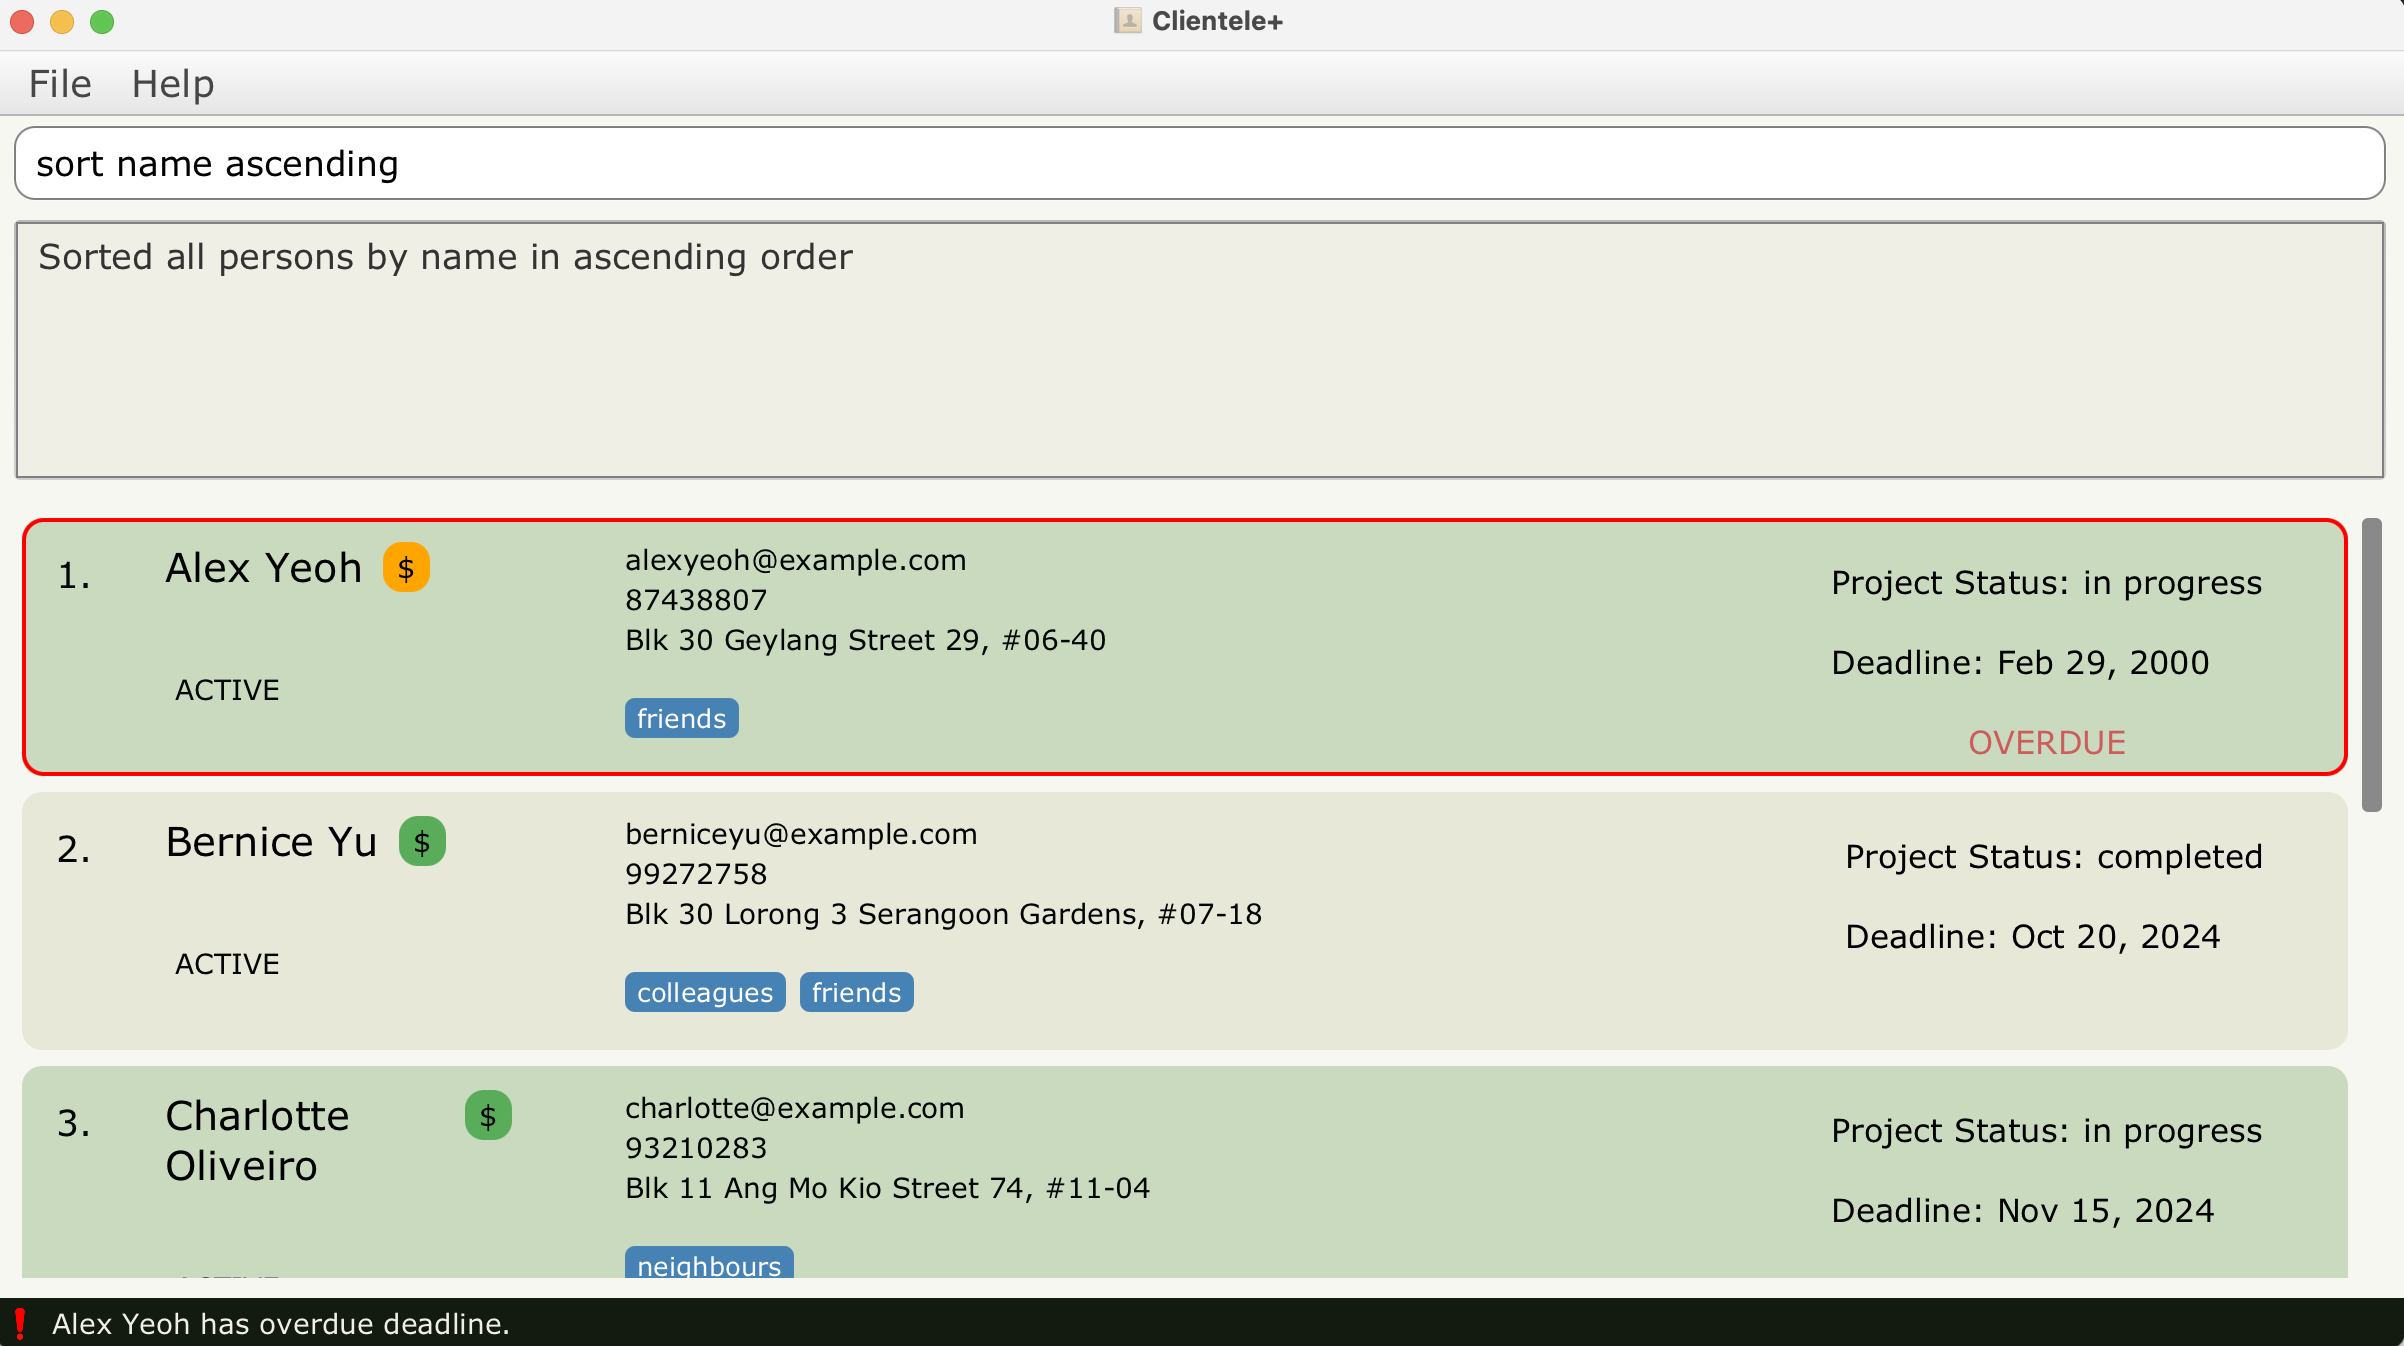 Clientele+
File Help
sort name ascending
Sorted all persons by name in ascending order
1. Alex Yeoh $
ACTIVE
alexyeoh@example.com
87438807
Blk 30 Geylang Street 29, #06-40
friends
Project Status: in progress
Deadline: Feb 29, 2000
OVERDUE
2. Bernice Yu $
ACTIVE
berniceyu@example.com
99272758
Blk 30 Lorong 3 Serangoon Gardens, #07-18
colleagues friends
Project Status: completed
Deadline: Oct 20, 2024
3. Charlotte $
Oliveiro
charlotte@example.com
93210283
Blk 11 Ang Mo Kio Street 74, #11-04
neighbours
Project Status: in progress
Deadline: Nov 15, 2024
Alex Yeoh has overdue deadline.